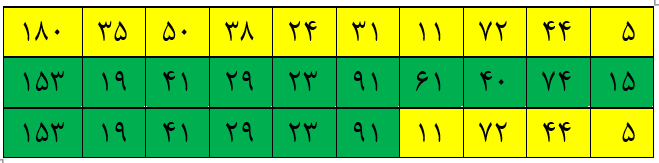 ۱۸۰ ۳۵ ۵۰ ۳۸ ۲۴ ۳۱ ۱۱ ۷۲ ۴۴ ۵
۱۵۳ ۱۹ ۴۱ ۲۹ ۲۳ ۹۱ ۶۱ ۴۰ ۷۴ ۱۵
۱۵۳ ۱۹ ۴۱ ۲۹ ۲۳ ۹۱ ۱۱ ۷۲ ۴۴ ۵